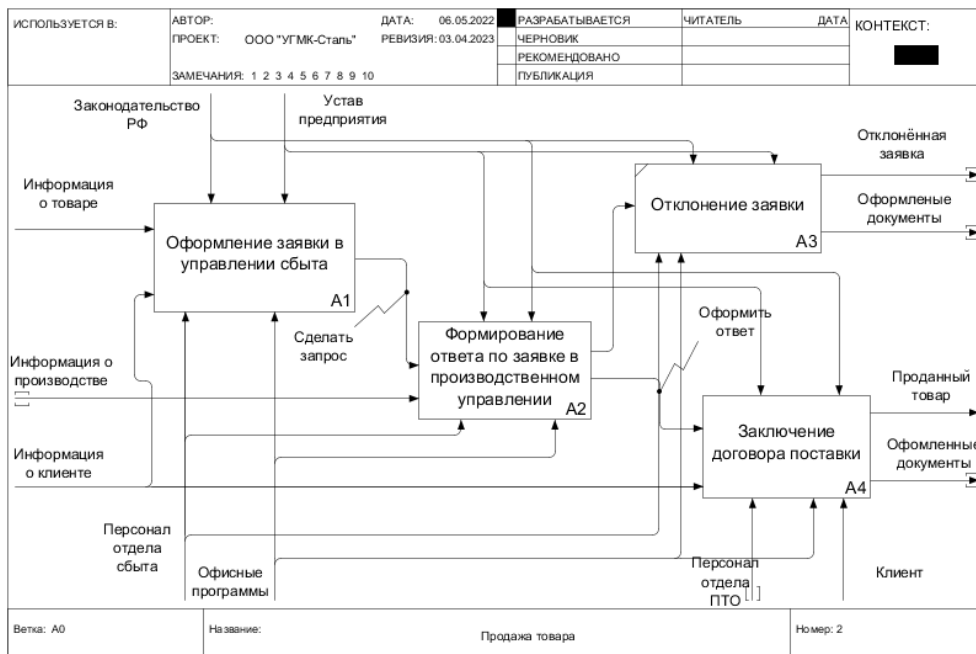 ИСПОЛЬЗУЕТСЯ В:
АВТОР:
ДАТА: 06.05.2022
ПРОЕКТ: ООО "УГМК-Сталь"
РЕВИЗИЯ: 03.04.2023
ЗАМЕЧАНИЯ: 1 2 3 4 5 6 7 8 9 10
РАЗРАБАТЫВАЕТСЯ
ЧЕРНОВИК
РЕКОМЕНДОВАНО
ПУБЛИКАЦИЯ
ЧИТАТЕЛЬ
ДАТА
КОНТЕКСТ:
Законодательство
РФ
Устав
предприятия
Отклонённая
заявка
Информация
о товаре
Отклонение заявки
A3
Оформленые
документы
Оформление заявки в
управлении сбыта
A1
Сделать
запрос
Формирование
ответа по заявке в
производственном
управлении
A2
Оформить
ответ
Информация о
производстве
Проданный
товар
Заключение
договора поставки
A4
Информация
о клиенте
Офомленные
документы
Персонал
отдела
сбыта
Офисные
программы
Персонал
отдела
ПТО
Клиент
Ветка: A0
Название:
Продажа товара
Номер: 2